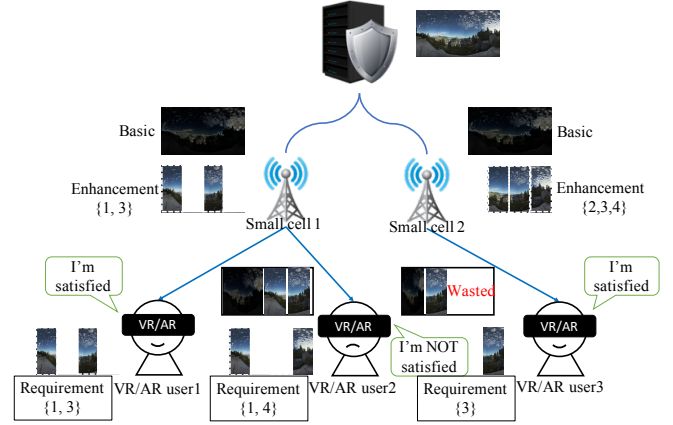 Basic
Basic
Enhancement
{1, 3}
Enhancement
{2,3,4}
Small cell 1
Small cell 2
I'm
satisfied
I'm
satisfied
Wasted
VR/AR
VR/AR
VR/AR
I'm NOT
satisfied
Requirement
{1, 3}
VR/AR user1
Requirement
{1, 4}
VR/AR user2
Requirement
{3}
VR/AR user3